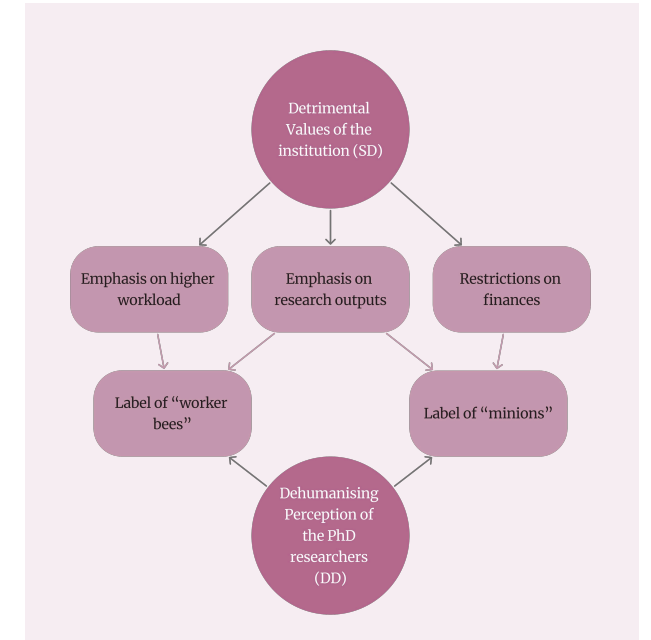 Detrimental
Values of the
institution (SD)
Emphasis on higher
workload
Emphasis on
research outputs
Restrictions on
finances
Label of “worker
bees”
Label of “minions”
Dehumanising
Perception of
the PhD
researchers
(DD)